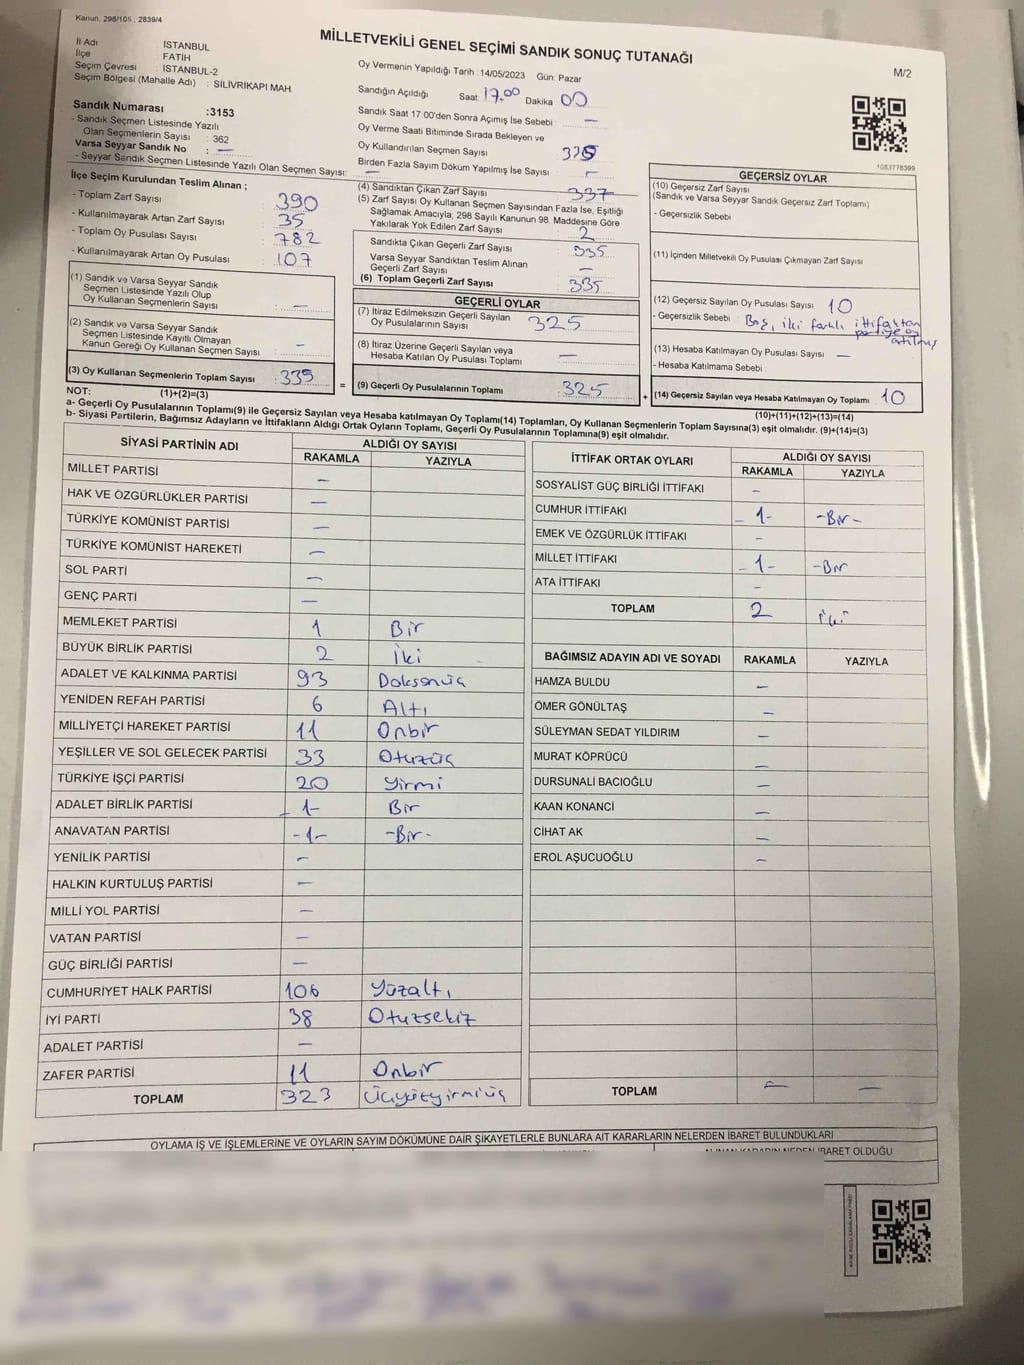 Kanun, 298/105, 2839/4
MİLLETVEKİLİ GENEL SEÇİMİ SANDIK SONUÇ TUTANAĞI
M/2
İl Adı : İSTANBUL
İlçe FATİH
Seçim Çevresi : İSTANBUL-2
Seçim Bölgesi (Mahalle Adı) : SİLİVRİKAPI MAH.
Sandık Numarası :3153
- Sandık Seçmen Listesinde Yazılı
Olan Seçmenlerin Sayısı : 362
Varsa Seyyar Sandık No : —
- Seyyar Sandık Seçmen Listesinde Yazılı Olan Seçmen Sayısı: —
Oy Vermenin Yapıldığı Tarih :14/05/2023 Gün: Pazar
Sandığın Açıldığı Saat 17.00 Dakika 00
Sandık Saat 17:00'den Sonra Açılmış İse Sebebi : —
Oy Verme Saati Bitiminde Sırada Bekleyen ve
Oy Kullandırılan Seçmen Sayısı
Birden Fazla Sayım Döküm Yapılmış İse Sayısı : —
İlçe Seçim Kurulundan Teslim Alınan ;
- Toplam Zarf Sayısı : 390
- Kullanılmayarak Artan Zarf Sayısı : 35
- Toplam Oy Pusulası Sayısı : 782
- Kullanılmayarak Artan Oy Pusulası : 107
(1) Sandık ve Varsa Seyyar Sandık
Seçmen Listesinde Yazılı Olup
Oy Kullanan Seçmenlerin Sayısı : —
(2) Sandık ve Varsa Seyyar Sandık
Seçmen Listesinde Kayıtlı Olmayan
Kanun Gereği Oy Kullanan Seçmen Sayısı : —
(3) Oy Kullanan Seçmenlerin Toplam Sayısı : 335
(1)+(2)=(3)
(4) Sandıktan Çıkan Zarf Sayısı : 337
(5) Zarf Sayısı Oy Kullanan Seçmen Sayısından Fazla İse, Eşitliği
Sağlamak Amacıyla, 298 Sayılı Kanunun 98. Maddesine Göre
Yakılarak Yok Edilen Zarf Sayısı : 2
Sandıkta Çıkan Geçerli Zarf Sayısı : 335
Varsa Seyyar Sandıktan Teslim Alınan
Geçerli Zarf Sayısı : —
(6) Toplam Geçerli Zarf Sayısı : 335
GEÇERLİ OYLAR
(7) İtiraz Edilmeksizin Geçerli Sayılan
Oy Pusulalarının Sayısı : 325
(8) İtiraz Üzerine Geçerli Sayılan veya
Hesaba Katılan Oy Pusulası Toplamı : —
= (9) Geçerli Oy Pusulalarının Toplamı : 325
1083778399
GEÇERSİZ OYLAR
(10) Geçersiz Zarf Sayısı
(Sandık ve Varsa Seyyar Sandık Geçersiz Zarf Toplamı)
- Geçersizlik Sebebi
(11) İçinden Milletvekili Oy Pusulası Çıkmayan Zarf Sayısı
(12) Geçersiz Sayılan Oy Pusulası Sayısı : 10
- Geçersizlik Sebebi : Boş, iki farklı ittifaktan
partiye oy
atılmış
(13) Hesaba Katılmayan Oy Pusulası Sayısı : —
- Hesaba Katılmama Sebebi
+ (14) Geçersiz Sayılan veya Hesaba Katılmayan Oy Toplamı : 10
(10)+(11)+(12)+(13)=(14)
NOT:
a- Geçerli Oy Pusulalarının Toplamı(9) ile Geçersiz Sayılan veya Hesaba katılmayan Oy Toplamı(14) Toplamları, Oy Kullanan Seçmenlerin Toplam Sayısına(3) eşit olmalıdır. (9)+(14)=(3)
b- Siyasi Partilerin, Bağımsız Adayların ve İttifakların Aldığı Ortak Oyların Toplamı, Geçerli Oy Pusulalarının Toplamına(9) eşit olmalıdır.
SİYASİ PARTİNİN ADI ALDIĞI OY SAYISI
RAKAMLA YAZIYLA
MİLLET PARTİSİ —
HAK VE ÖZGÜRLÜKLER PARTİSİ —
TÜRKİYE KOMÜNİST PARTİSİ —
TÜRKİYE KOMÜNİST HAREKETİ —
SOL PARTİ —
GENÇ PARTİ —
MEMLEKET PARTİSİ 1 Bir
BÜYÜK BİRLİK PARTİSİ 2 İki
ADALET VE KALKINMA PARTİSİ 93 Doksanüç
YENİDEN REFAH PARTİSİ 6 Altı
MİLLİYETÇİ HAREKET PARTİSİ 11 Onbir
YEŞİLLER VE SOL GELECEK PARTİSİ 33 Otuzüç
TÜRKİYE İŞÇİ PARTİSİ 20 Yirmi
ADALET BİRLİK PARTİSİ -1- Bir
ANAVATAN PARTİSİ -1- -Bir-
YENİLİK PARTİSİ —
HALKIN KURTULUŞ PARTİSİ —
MİLLİ YOL PARTİSİ —
VATAN PARTİSİ —
GÜÇ BİRLİĞİ PARTİSİ —
CUMHURİYET HALK PARTİSİ 106 Yüzaltı
İYİ PARTİ 38 Otuzsekiz
ADALET PARTİSİ —
ZAFER PARTİSİ 11 Onbir
TOPLAM 323 Üçyüzyirmiüç
İTTİFAK ORTAK OYLARI ALDIĞI OY SAYISI
RAKAMLA YAZIYLA
SOSYALİST GÜÇ BİRLİĞİ İTTİFAKI —
CUMHUR İTTİFAKI -1- -Bir-
EMEK VE ÖZGÜRLÜK İTTİFAKI —
MİLLET İTTİFAKI -1- -Bir-
ATA İTTİFAKI —
TOPLAM 2 İki
BAĞIMSIZ ADAYIN ADI VE SOYADI RAKAMLA YAZIYLA
HAMZA BULDU —
ÖMER GÖNÜLTAŞ —
SÜLEYMAN SEDAT YILDIRIM —
MURAT KÖPRÜCÜ —
DURSUNALİ BACIOĞLU —
KAAN KONANCİ —
CİHAT AK —
EROL AŞUCUOĞLU —
TOPLAM — —
OYLAMA İŞ VE İŞLEMLERİNE VE OYLARIN SAYIM DÖKÜMÜNE DAİR ŞİKAYETLERLE BUNLARA AİT KARARLARIN NELERDEN İBARET BULUNDUKLARI
ALINAN KARARIN NEDEN İBARET OLDUĞU